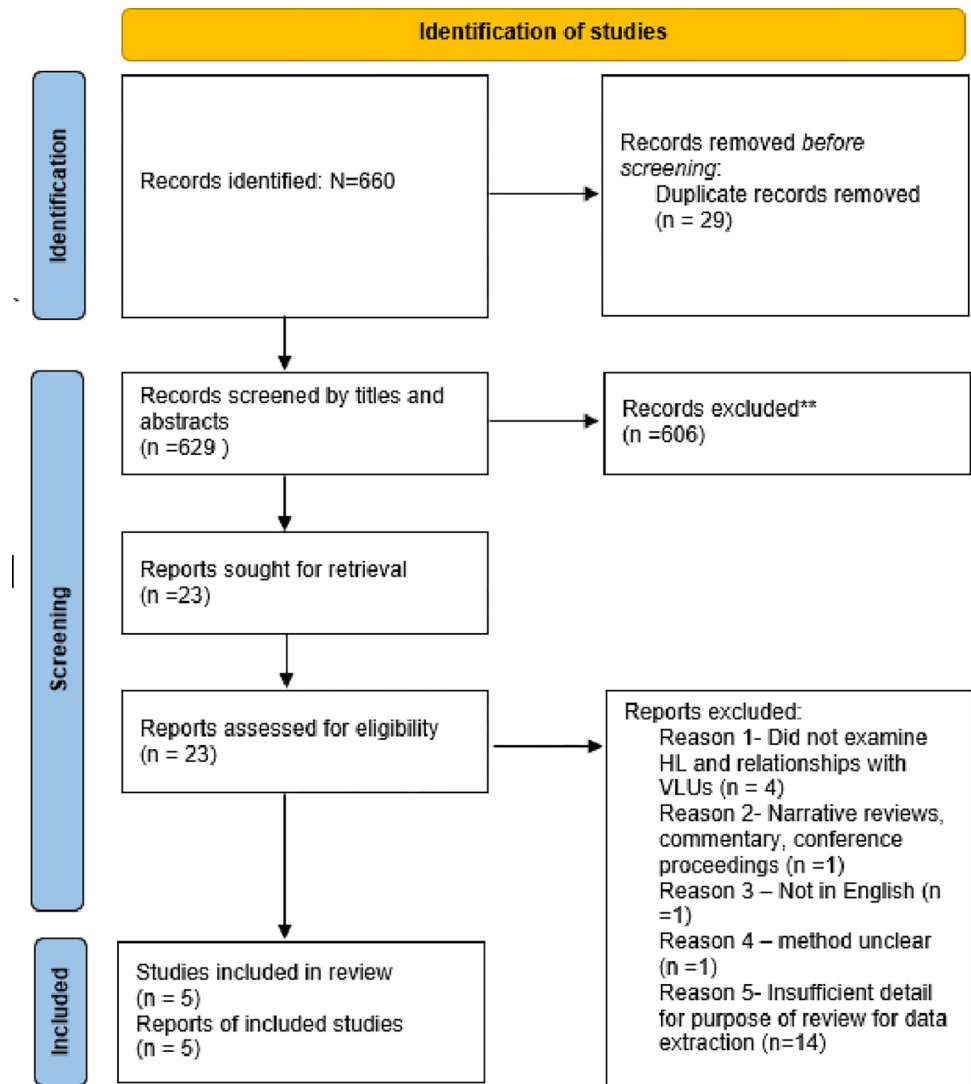 Identification of studies
Identification
Records identified: N=660
Records removed before
screening:
Duplicate records removed
(n = 29)
Screening
Records screened by titles and
abstracts
(n =629 )
Records excluded**
(n =606)
Reports sought for retrieval
(n =23)
Reports assessed for eligibility
(n = 23)
Reports excluded:
Reason 1- Did not examine
HL and relationships with
VLUs (n = 4)
Reason 2- Narrative reviews,
commentary, conference
proceedings (n =1)
Reason 3 – Not in English (n
=1)
Reason 4 – method unclear
(n =1)
Reason 5- Insufficient detail
for purpose of review for data
extraction (n=14)
Included
Studies included in review
(n = 5)
Reports of included studies
(n = 5)